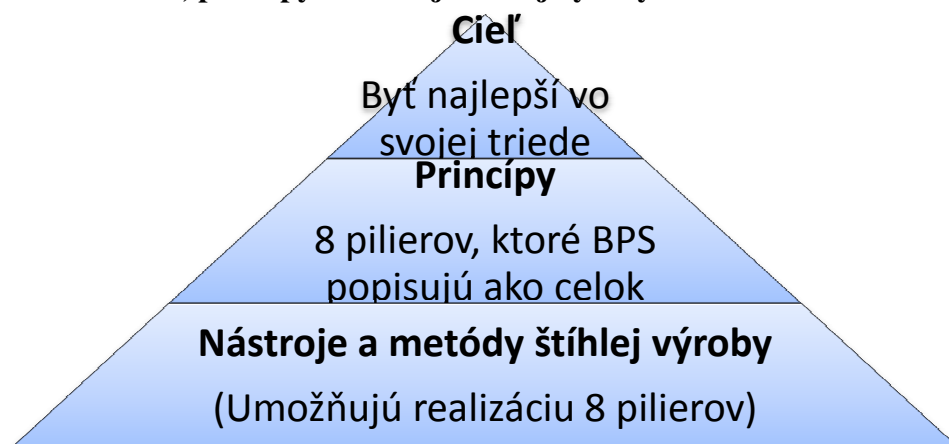 Cieľ
Byť najlepší vo
svojej triede
Princípy
8 pilierov, ktoré BPS
popisujú ako celok
Nástroje a metódy štíhlej výroby
(Umožňujú realizáciu 8 pilierov)